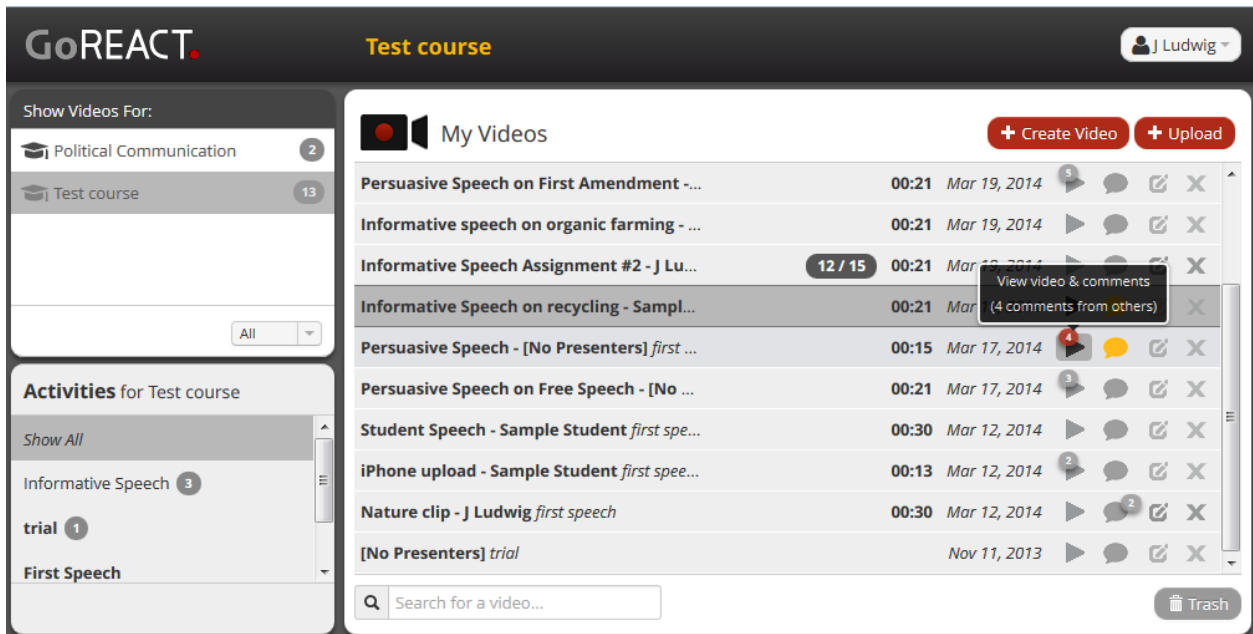 GoREACT.
Test course
J Ludwig
Show Videos For:
Political Communication 2
Test course 13
All
Activities for Test course
Show All
Informative Speech 3
trial 1
First Speech
My Videos
+ Create Video
+ Upload
Persuasive Speech on First Amendment -... 00:21 Mar 19, 2014 5
Informative speech on organic farming - ... 00:21 Mar 19, 2014
Informative Speech Assignment #2 - J Lu... 12 / 15 00:21 Mar 19, 2014
View video & comments
(4 comments from others)
Informative Speech on recycling - Sampl... 00:21 Mar
Persuasive Speech - [No Presenters] first ... 00:15 Mar 17, 2014 4
Persuasive Speech on Free Speech - [No ... 00:21 Mar 17, 2014 3
Student Speech - Sample Student first spe... 00:30 Mar 12, 2014
iPhone upload - Sample Student first spee... 00:13 Mar 12, 2014 2
Nature clip - J Ludwig first speech 00:30 Mar 12, 2014 2
[No Presenters] trial Nov 11, 2013
Search for a video...
Trash